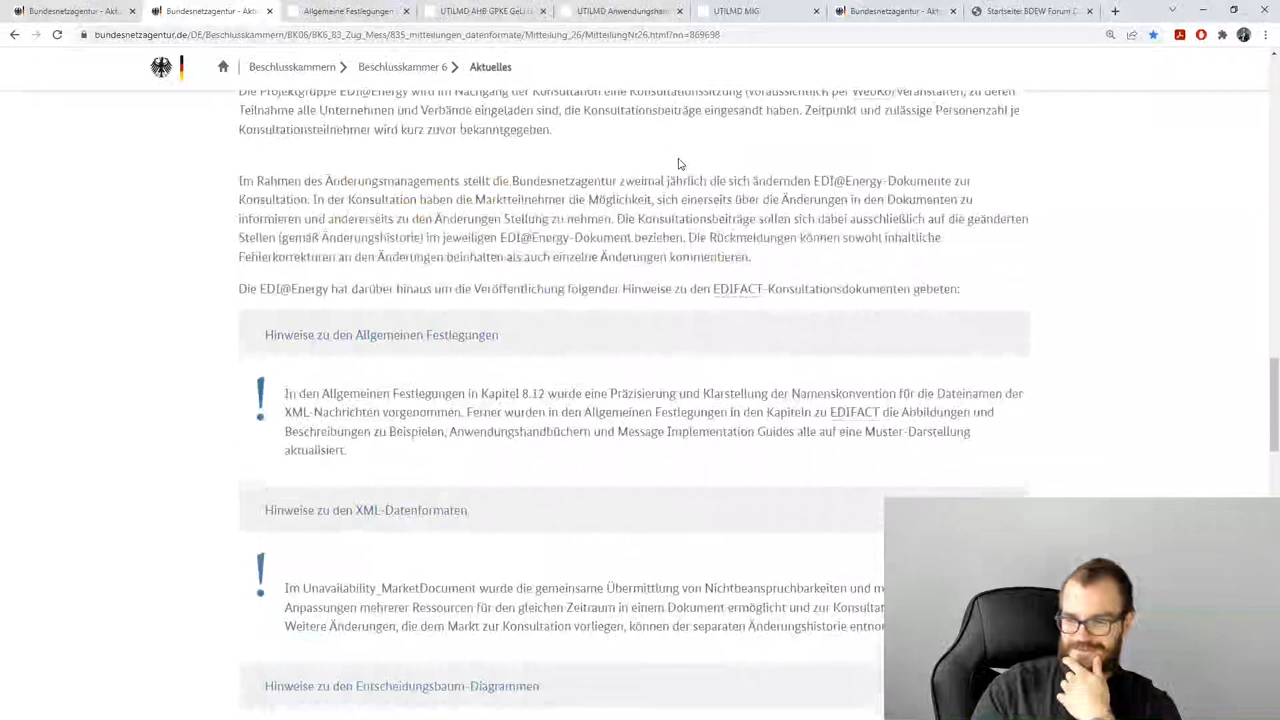 Bundesnetzagentur - Akt
Bundesnetzagentur - Akt
Allgemeine Festlegungen
UTILMD AHB GPKE GeLi
UTILMD Anwendungshan
UTILMD MIG
Bundesnetzagentur - Akt
Startseite: BDEW Forum D
bundesnetzagentur.de/DE/Beschlusskammern/BK06/BK6_83_Zug_Mess/835_mitteilungen_datenformate/Mitteilung_26/MitteilungNr26.html?nn=869698
Beschlusskammern
Beschlusskammer 6
Aktuelles
Die Projektgruppe EDI@Energy wird im Nachgang der Konsultation eine Konsultationssitzung (voraussichtlich per WebKo) veranstalten, zu deren
Teilnahme alle Unternehmen und Verbände eingeladen sind, die Konsultationsbeiträge eingesandt haben. Zeitpunkt und zulässige Personenzahl je
Konsultationsteilnehmer wird kurz zuvor bekanntgegeben.
Im Rahmen des Änderungsmanagements stellt die Bundesnetzagentur zweimal jährlich die sich ändernden EDI@Energy-Dokumente zur
Konsultation. In der Konsultation haben die Marktteilnehmer die Möglichkeit, sich einerseits über die Änderungen in den Dokumenten zu
informieren und andererseits zu den Änderungen Stellung zu nehmen. Die Konsultationsbeiträge sollen sich dabei ausschließlich auf die geänderten
Stellen (gemäß Änderungshistorie) im jeweiligen EDI@Energy-Dokument beziehen. Die Rückmeldungen können sowohl inhaltliche
Fehlerkorrekturen an den Änderungen beinhalten als auch einzelne Änderungen kommentieren.
Die EDI@Energy hat darüber hinaus um die Veröffentlichung folgender Hinweise zu den EDIFACT-Konsultationsdokumenten gebeten:
Hinweise zu den Allgemeinen Festlegungen
In den Allgemeinen Festlegungen in Kapitel 8.12 wurde eine Präzisierung und Klarstellung der Namenskonvention für die Dateinamen der
XML-Nachrichten vorgenommen. Ferner wurden in den Allgemeinen Festlegungen in den Kapiteln zu EDIFACT die Abbildungen und
Beschreibungen zu Beispielen, Anwendungshandbüchern und Message Implementation Guides alle auf eine Muster-Darstellung
aktualisiert.
Hinweise zu den XML-Datenformaten
Im Unavailability_MarketDocument wurde die gemeinsame Übermittlung von Nichtbeanspruchbarkeiten und m
Anpassungen mehrerer Ressourcen für den gleichen Zeitraum in einem Dokument ermöglicht und zur Konsultat
Weitere Änderungen, die dem Markt zur Konsultation vorliegen, können der separaten Änderungshistorie entno
Hinweise zu den Entscheidungsbaum-Diagrammen